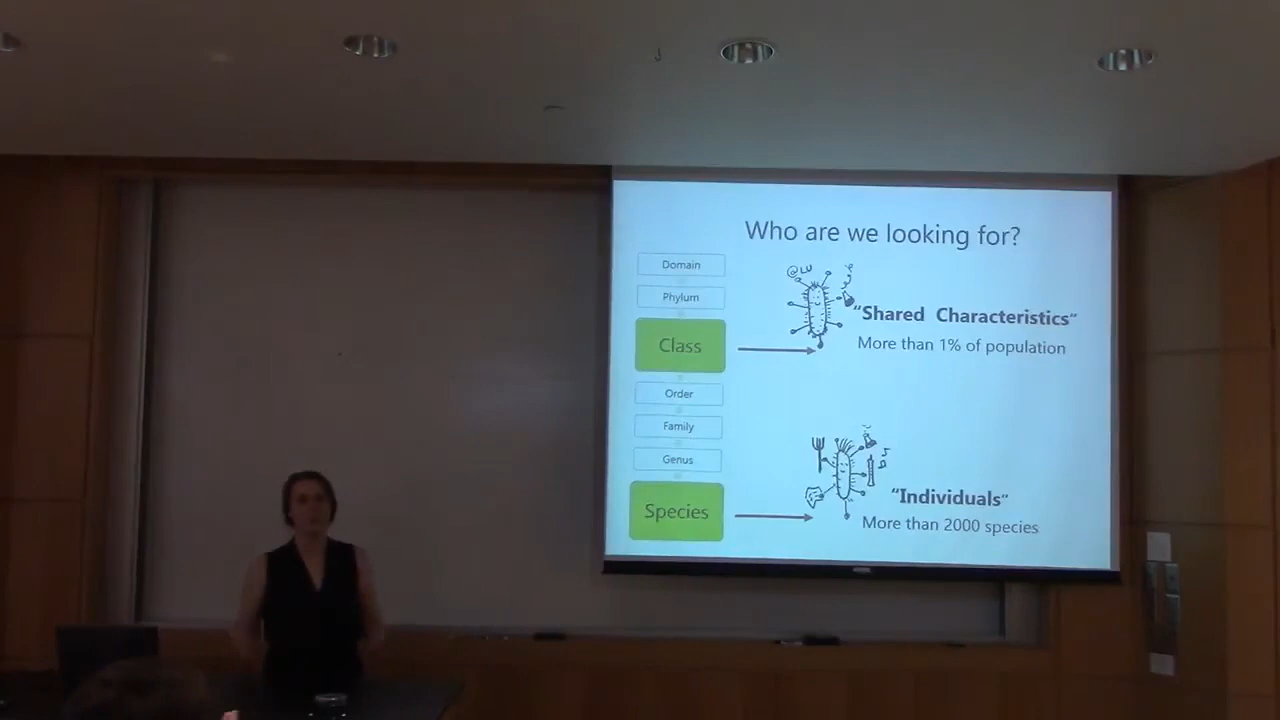 Who are we looking for?
Domain
Phylum
Class
Order
Family
Genus
Species
"Shared Characteristics"
More than 1% of population
"Individuals"
More than 2000 species